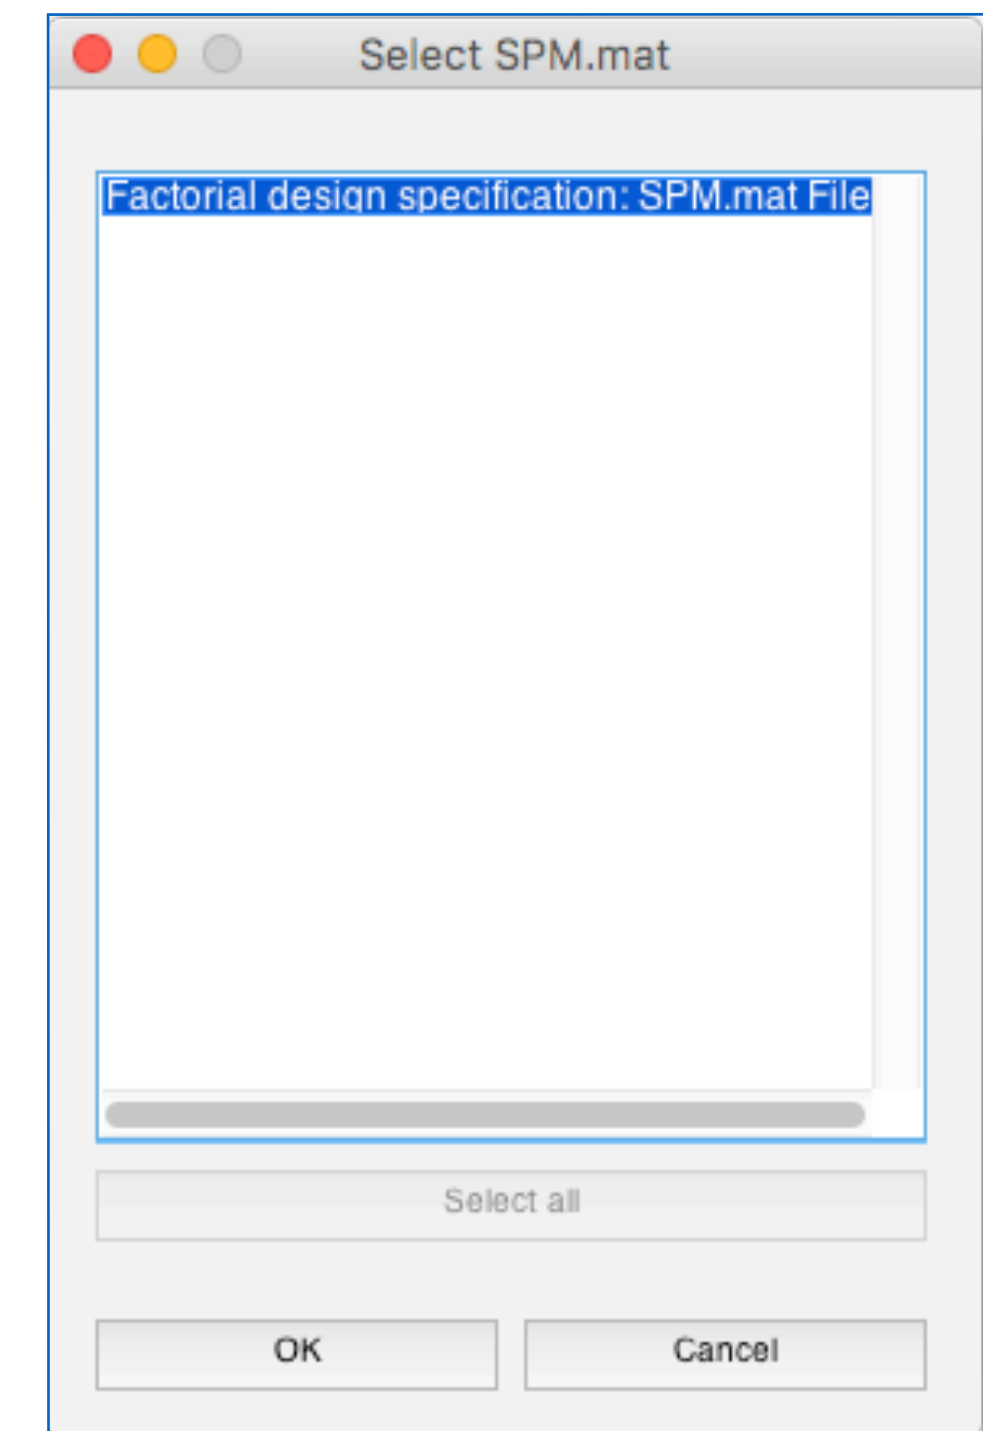 Select SPM.mat
Factorial design specification: SPM.mat File
Select all
OK
Cancel